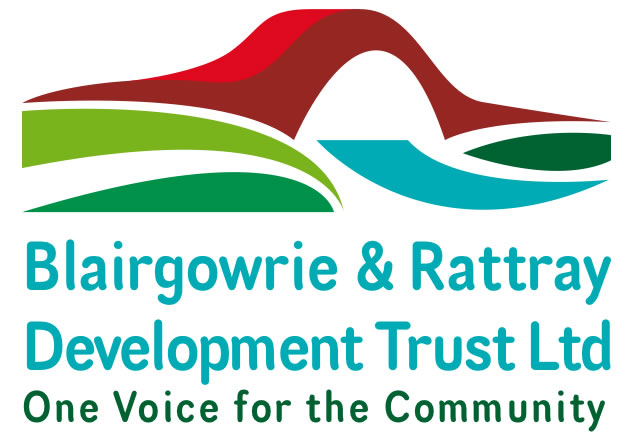 Blairgowrie & Rattray
Development Trust Ltd
One Voice for the Community